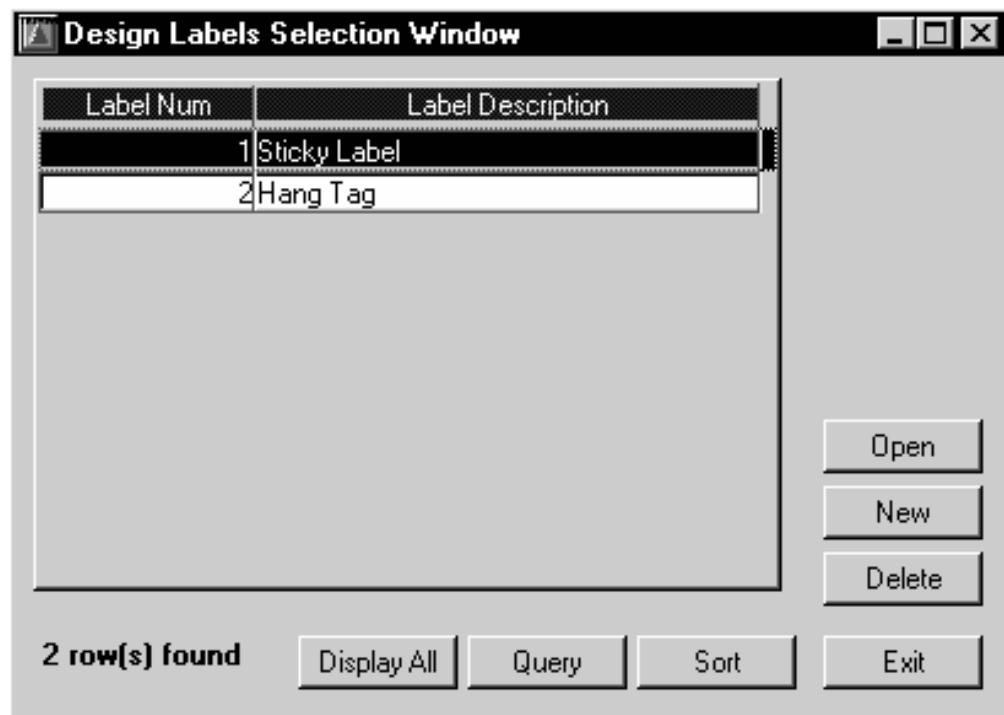 Design Labels Selection Window
Label Num Label Description
1 Sticky Label
2 Hang Tag
Open
New
Delete
2 row(s) found Display All Query Sort Exit